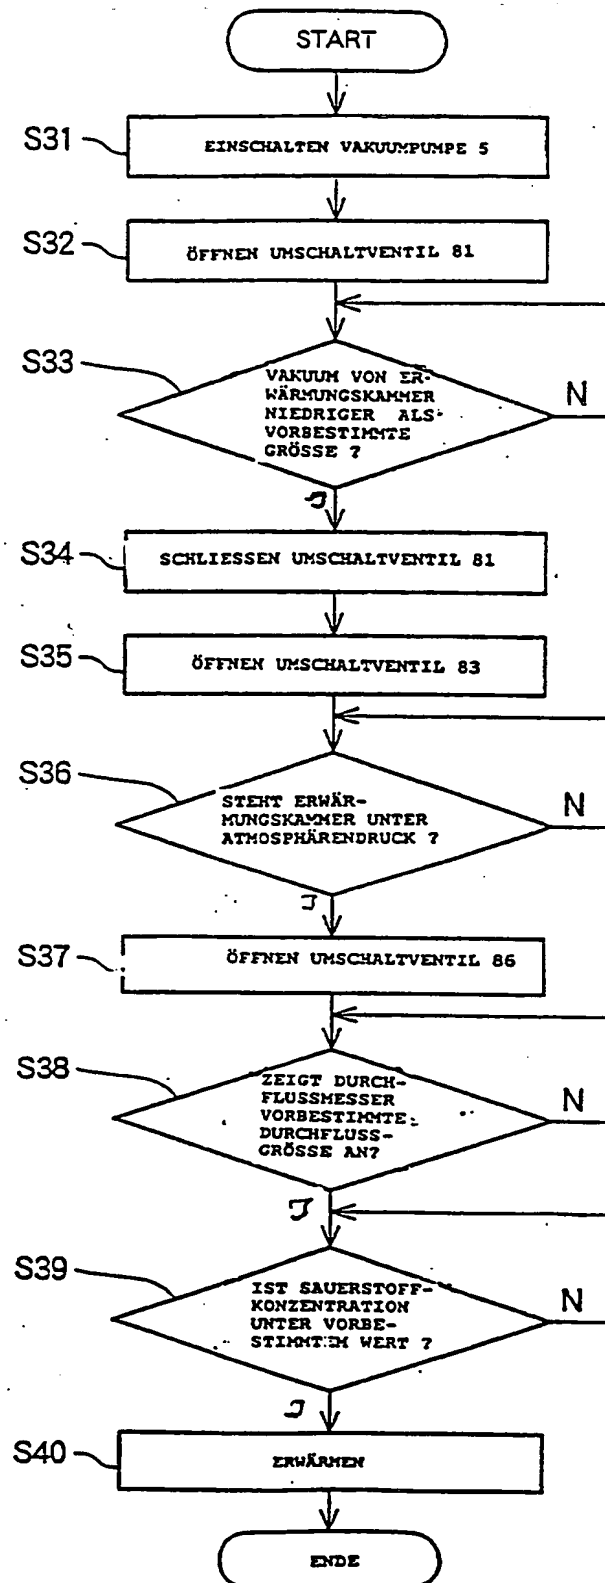 START
S31
EINSCHALTEN VAKUUMPUMPE 5
S32
ÖFFNEN UMSCHALTVENTIL 81
S33
VAKUUM VON ER-
WÄRMUNGSKAMMER
NIEDRIGER ALS
VORBESTIMMTE
GRÖSSE ?
N
J
S34
SCHLIESSEN UMSCHALTVENTIL 81
S35
ÖFFNEN UMSCHALTVENTIL 83
S36
STEHT ERWÄR-
MUNGSKAMMER UNTER
ATMOSPHÄRENDRUCK ?
N
J
S37
ÖFFNEN UMSCHALTVENTIL 86
S38
ZEIGT DURCH-
FLUSSMESSER
VORBESTIMMTE
DURCHFLUSS-
GRÖSSE AN?
N
J
S39
IST SAUERSTOFF-
KONZENTRATION
UNTER VORBE-
STIMMTEM WERT ?
N
J
S40
ERWÄRMEN
ENDE